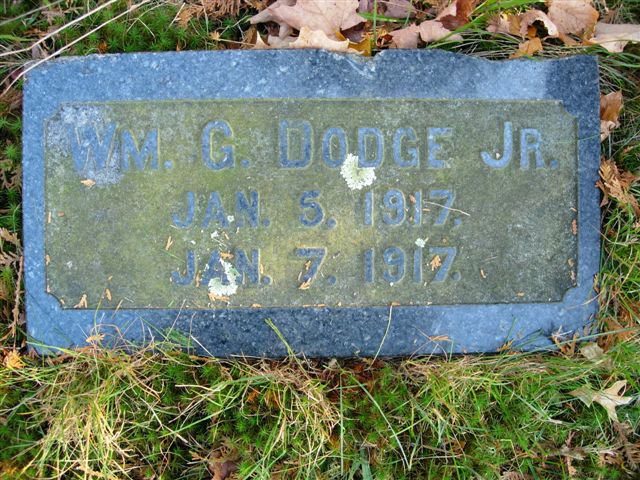 Wm. G. Dodge Jr.
Jan. 5, 1917.
Jan. 7, 1917.